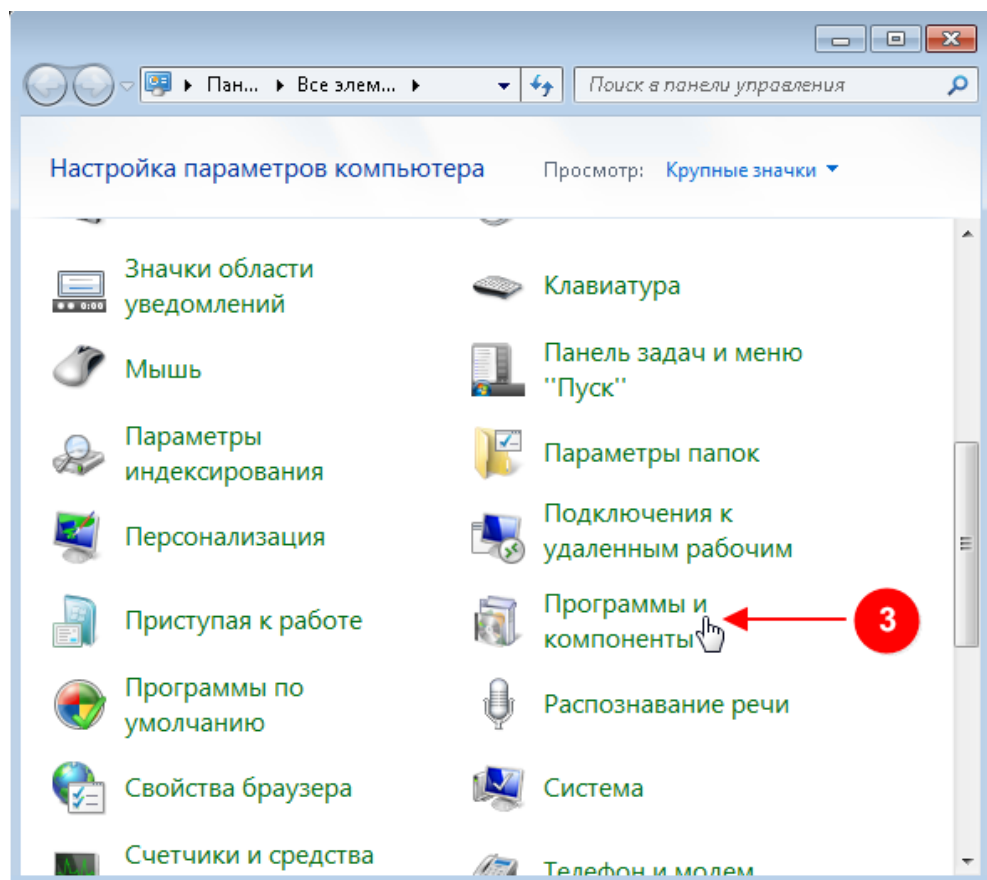 Пан... Все элем...
Поиск в панели управления
Настройка параметров компьютера
Просмотр: Крупные значки
Значки области
уведомлений
Клавиатура
Мышь
Панель задач и меню
''Пуск''
Параметры
индексирования
Параметры папок
Персонализация
Подключения к
удаленным рабочим
Приступая к работе
Программы и
компоненты
3
Программы по
умолчанию
Распознавание речи
Свойства браузера
Система
Счетчики и средства
Телефон и модем